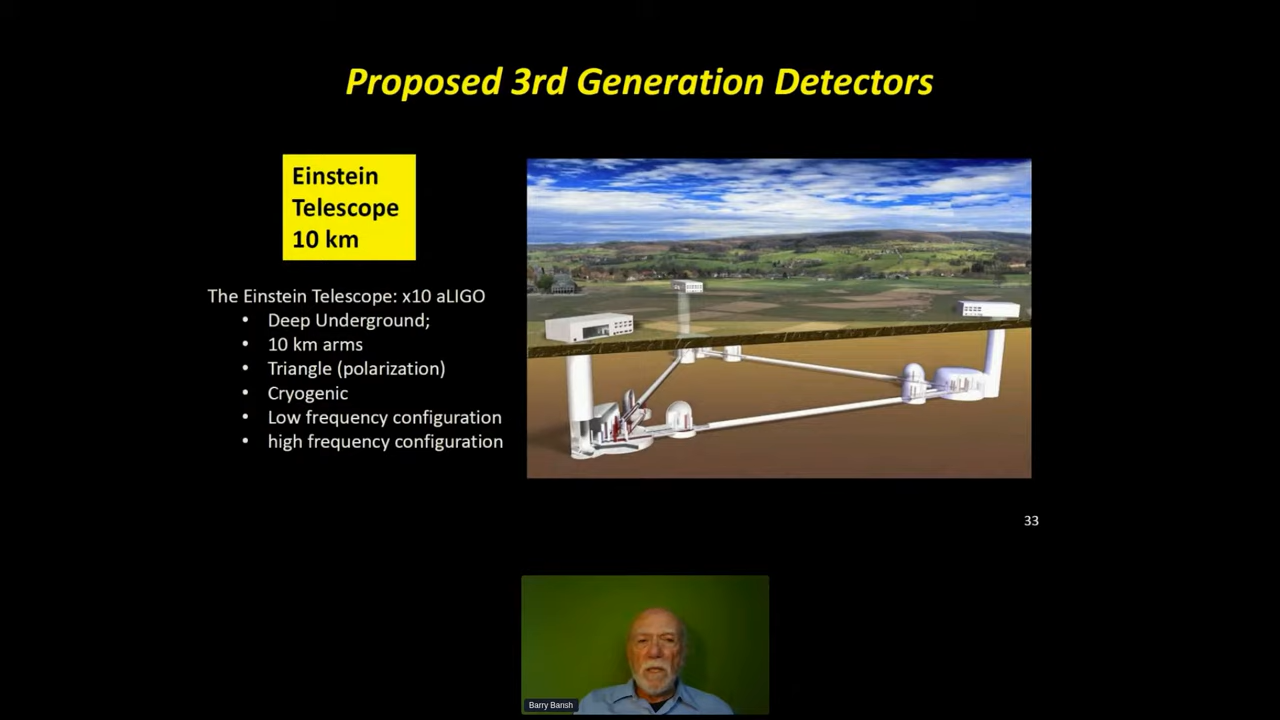 Proposed 3rd Generation Detectors
Einstein
Telescope
10 km
The Einstein Telescope: x10 aLIGO
• Deep Underground;
• 10 km arms
• Triangle (polarization)
• Cryogenic
• Low frequency configuration
• high frequency configuration
33
Barry Barish